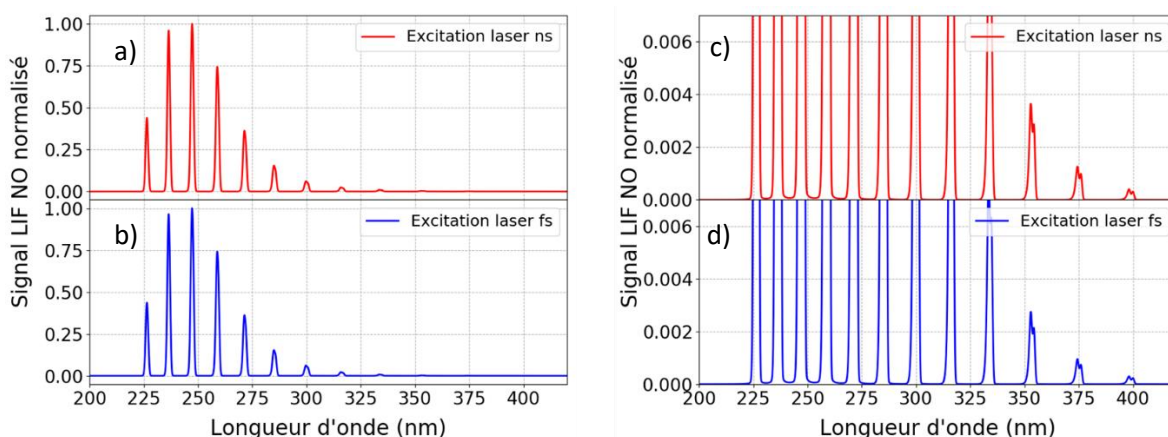 a)
Excitation laser ns
1.00
0.75
0.50
0.25
0.00
b)
Excitation laser fs
1.00
0.75
0.50
0.25
0.00
Signal LIF NO normalisé
200 225 250 275 300 325 350 375 400
Longueur d'onde (nm)
c)
Excitation laser ns
0.006
0.004
0.002
0.000
d)
Excitation laser fs
0.006
0.004
0.002
0.000
Signal LIF NO normalisé
200 225 250 275 300 325 350 375 400
Longueur d'onde (nm)